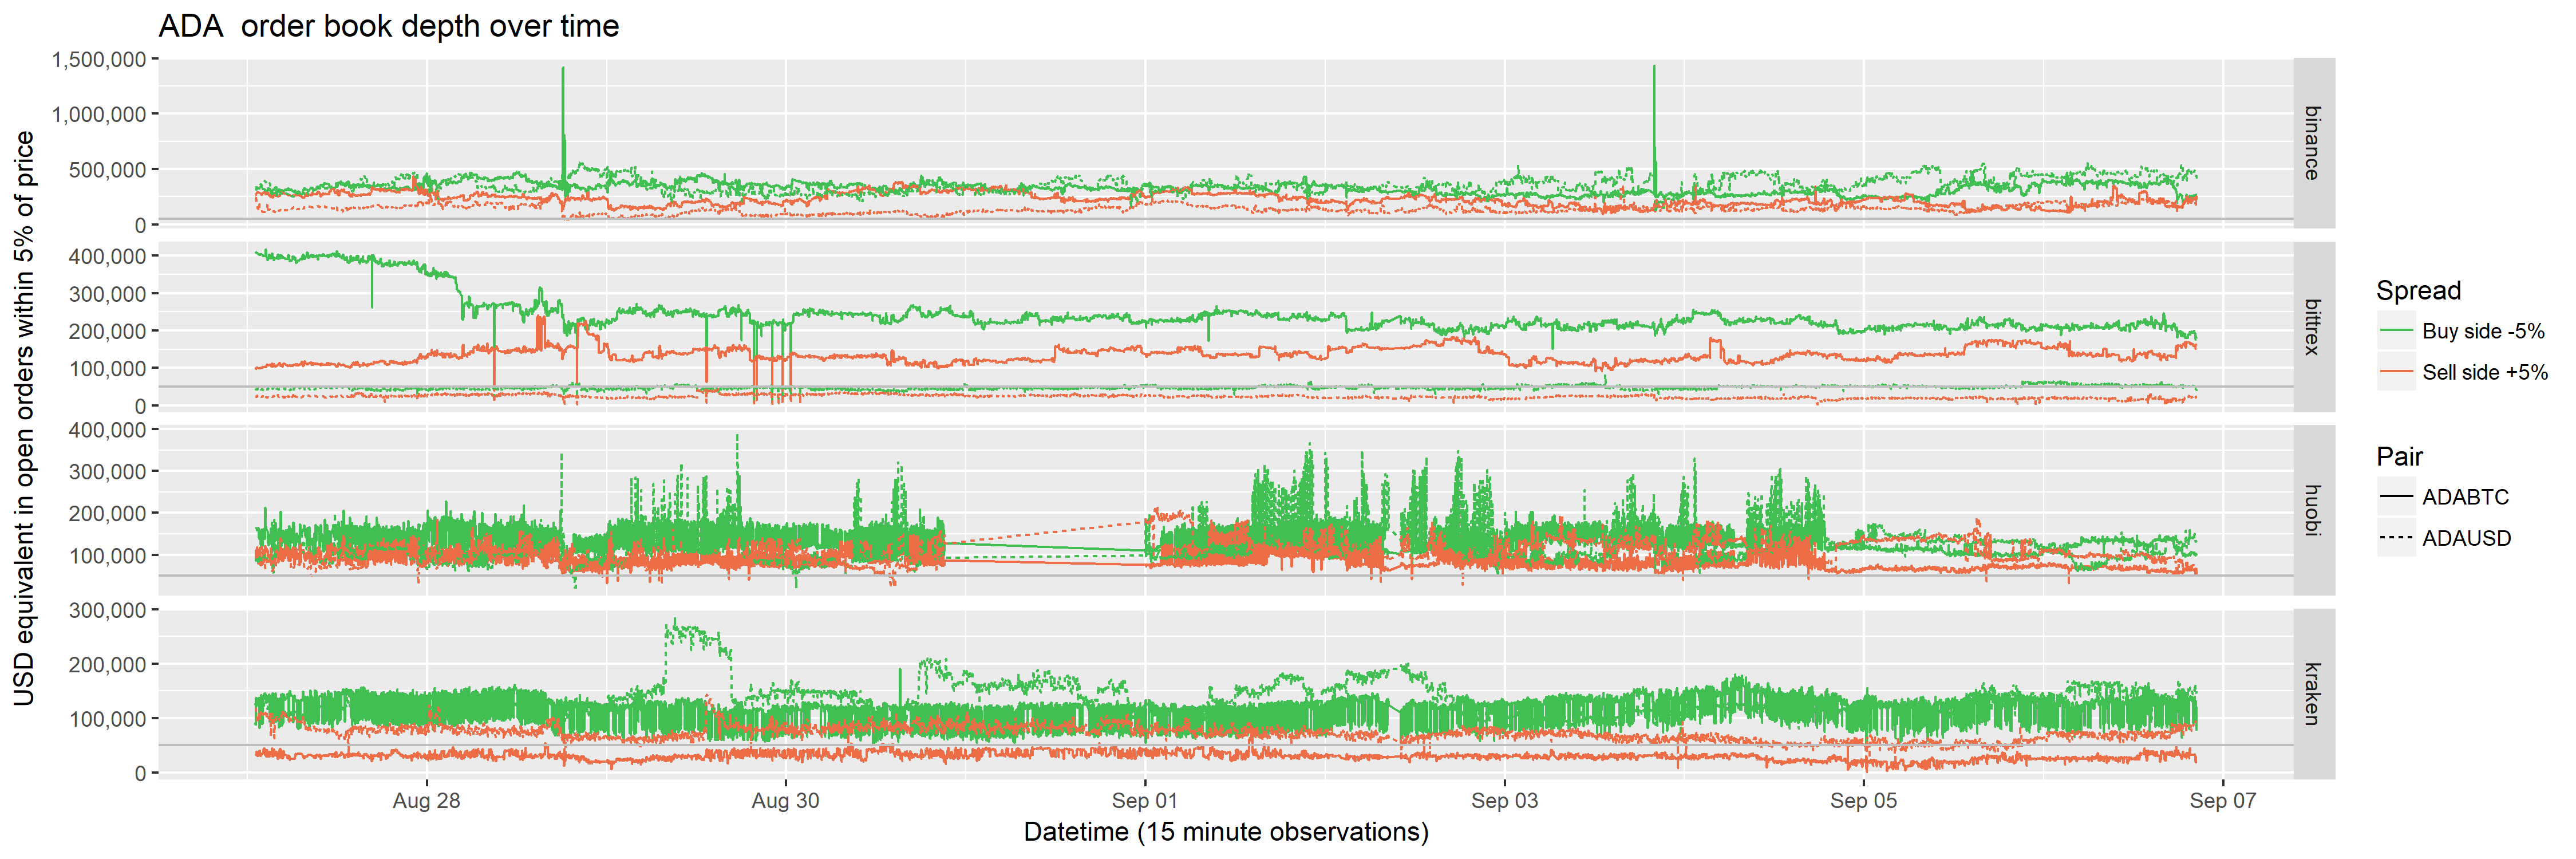 ADA  order book depth over time
USD equivalent in open orders within 5% of price
1,500,000
1,000,000
500,000
0
binance
400,000
300,000
200,000
100,000
0
bittrex
400,000
300,000
200,000
100,000
huobi
300,000
200,000
100,000
0
kraken
Aug 28
Aug 30
Sep 01
Sep 03
Sep 05
Sep 07
Datetime (15 minute observations)
Spread
Buy side -5%
Sell side +5%
Pair
ADABTC
ADAUSD